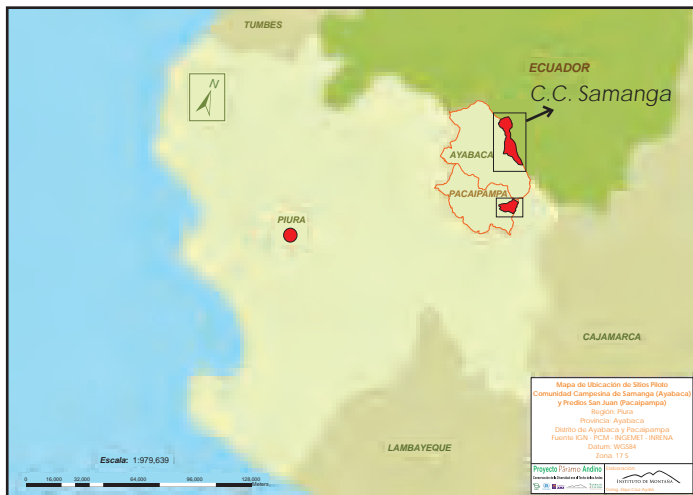 TUMBES
N
ECUADOR
C.C. Samanga
AYABACA
PACAIPAMPA
PIURA
CAJAMARCA
LAMBAYEQUE
Escala: 1:979,639
0 16,000 32,000 64,000 96,000 128,000
Meters
Mapa de Ubicación de Sitios Piloto
Comunidad Campesina de Samanga (Ayabaca)
y Predios San Juan (Pacaipampa)
Región: Piura
Provincia: Ayabaca
Distrito de Ayabaca y Pacaipampa
Fuente IGN - PCM - INGEMET - INRENA
Datum: WGS84
Zona: 17 S
Proyecto Páramo Andino
Elaboración:
INSTITUTO DE MONTAÑA